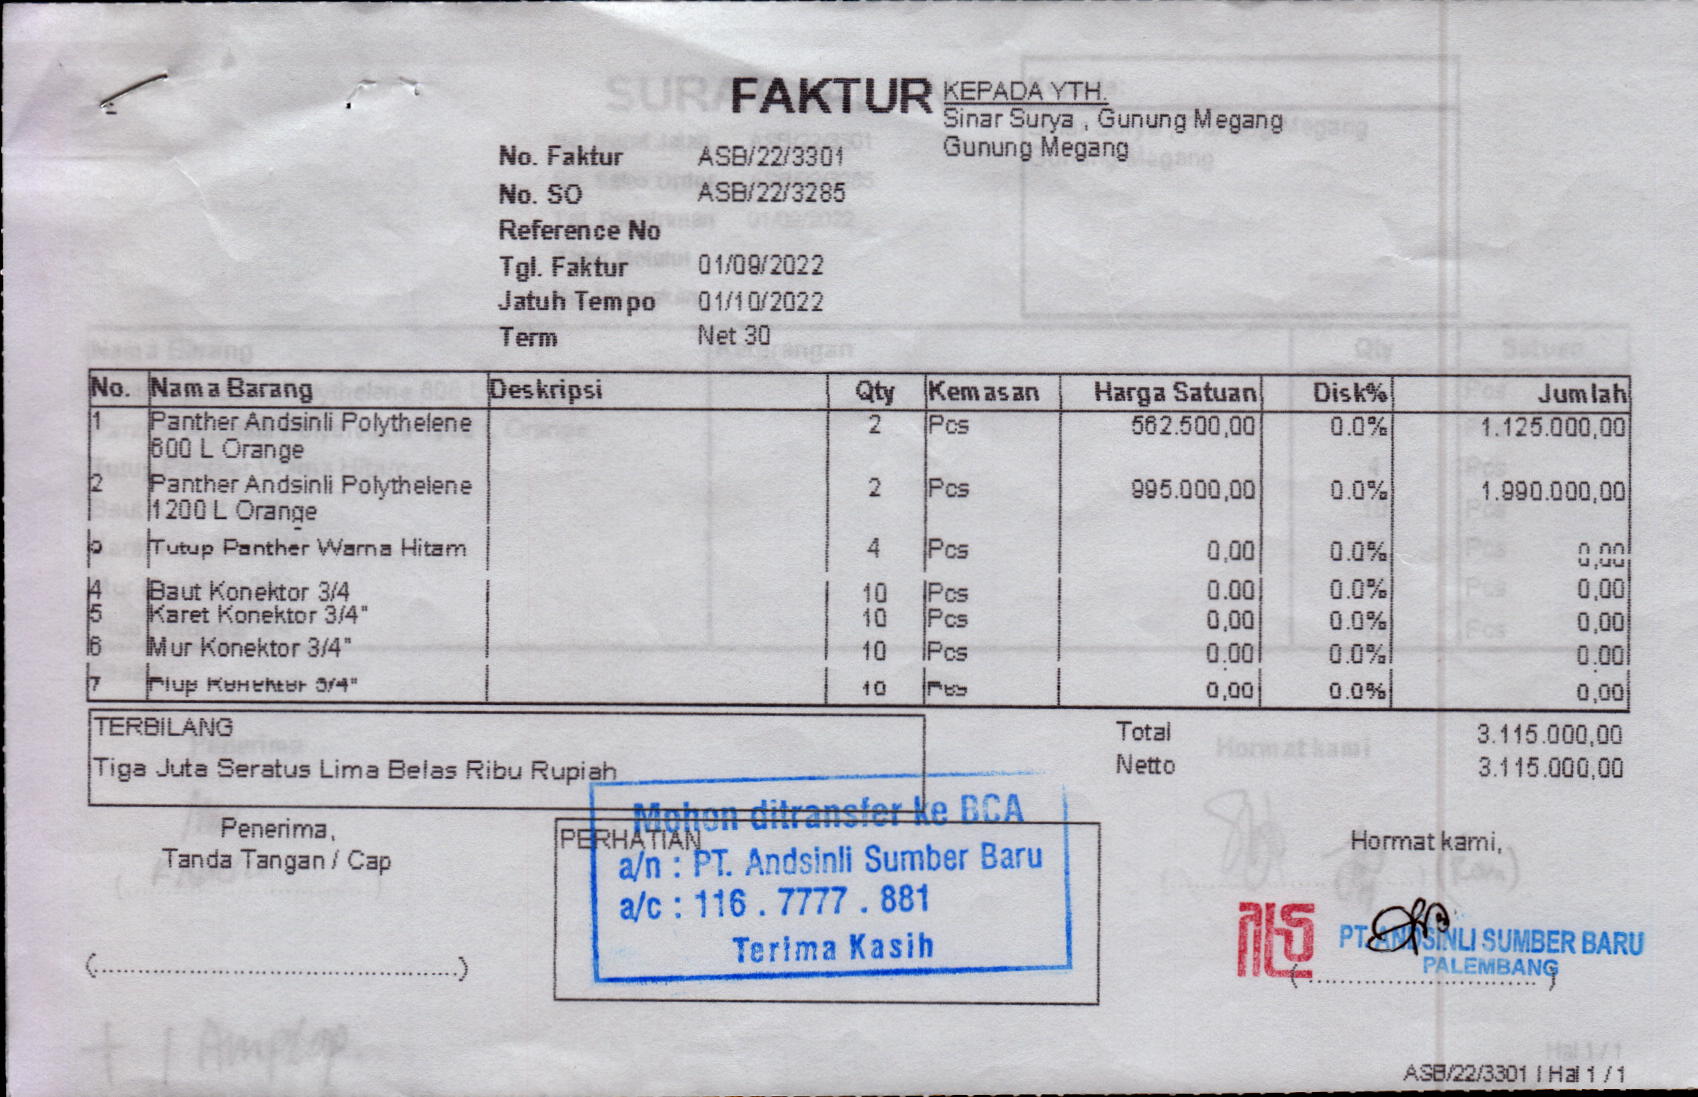 FAKTUR
KEPADA YTH.
Sinar Surya , Gunung Megang
Gunung Megang
No. Faktur ASB/22/3301
No. SO ASB/22/3285
Reference No
Tgl. Faktur 01/09/2022
Jatuh Tempo 01/10/2022
Term Net 30
No. Nama Barang Deskripsi Qty Kemasan Harga Satuan Disk% Jumlah
1 Panther Andsinli Polythelene 2 Pcs 562.500,00 0.0% 1.125.000,00
600 L Orange
2 Panther Andsinli Polythelene 2 Pcs 995.000,00 0.0% 1.990.000,00
1200 L Orange
3 Tutup Panther Warna Hitam 4 Pcs 0,00 0.0% 0,00
4 Baut Konektor 3/4 10 Pcs 0.00 0.0% 0,00
5 Karet Konektor 3/4" 10 Pcs 0,00 0.0% 0,00
6 Mur Konektor 3/4" 10 Pcs 0.00 0.0% 0.00
7 Konektor 3/4" 10 Pcs 0,00 0.0% 0,00
TERBILANG
Tiga Juta Seratus Lima Belas Ribu Rupiah
Total 3.115.000,00
Netto 3.115.000,00
Penerima,
Tanda Tangan / Cap
(....................)
PERHATIAN
Mohon ditransfer ke BCA
a/n : PT. Andsinli Sumber Baru
a/c : 116 . 7777 . 881
Terima Kasih
Hormat kami,
PT. ANDSINLI SUMBER BARU
PALEMBANG
(....................)
+ 1 Amplop
Hal 1 / 1
ASB/22/3301 | Hal 1 / 1